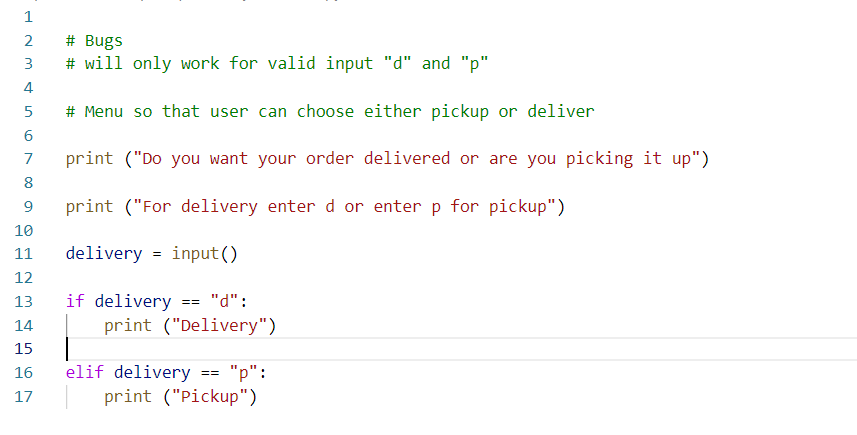 1
2 # Bugs
3 # will only work for valid input "d" and "p"
4
5 # Menu so that user can choose either pickup or deliver
6
7 print ("Do you want your order delivered or are you picking it up")
8
9 print ("For delivery enter d or enter p for pickup")
10
11 delivery = input()
12
13 if delivery == "d":
14     print ("Delivery")
15
16 elif delivery == "p":
17     print ("Pickup")